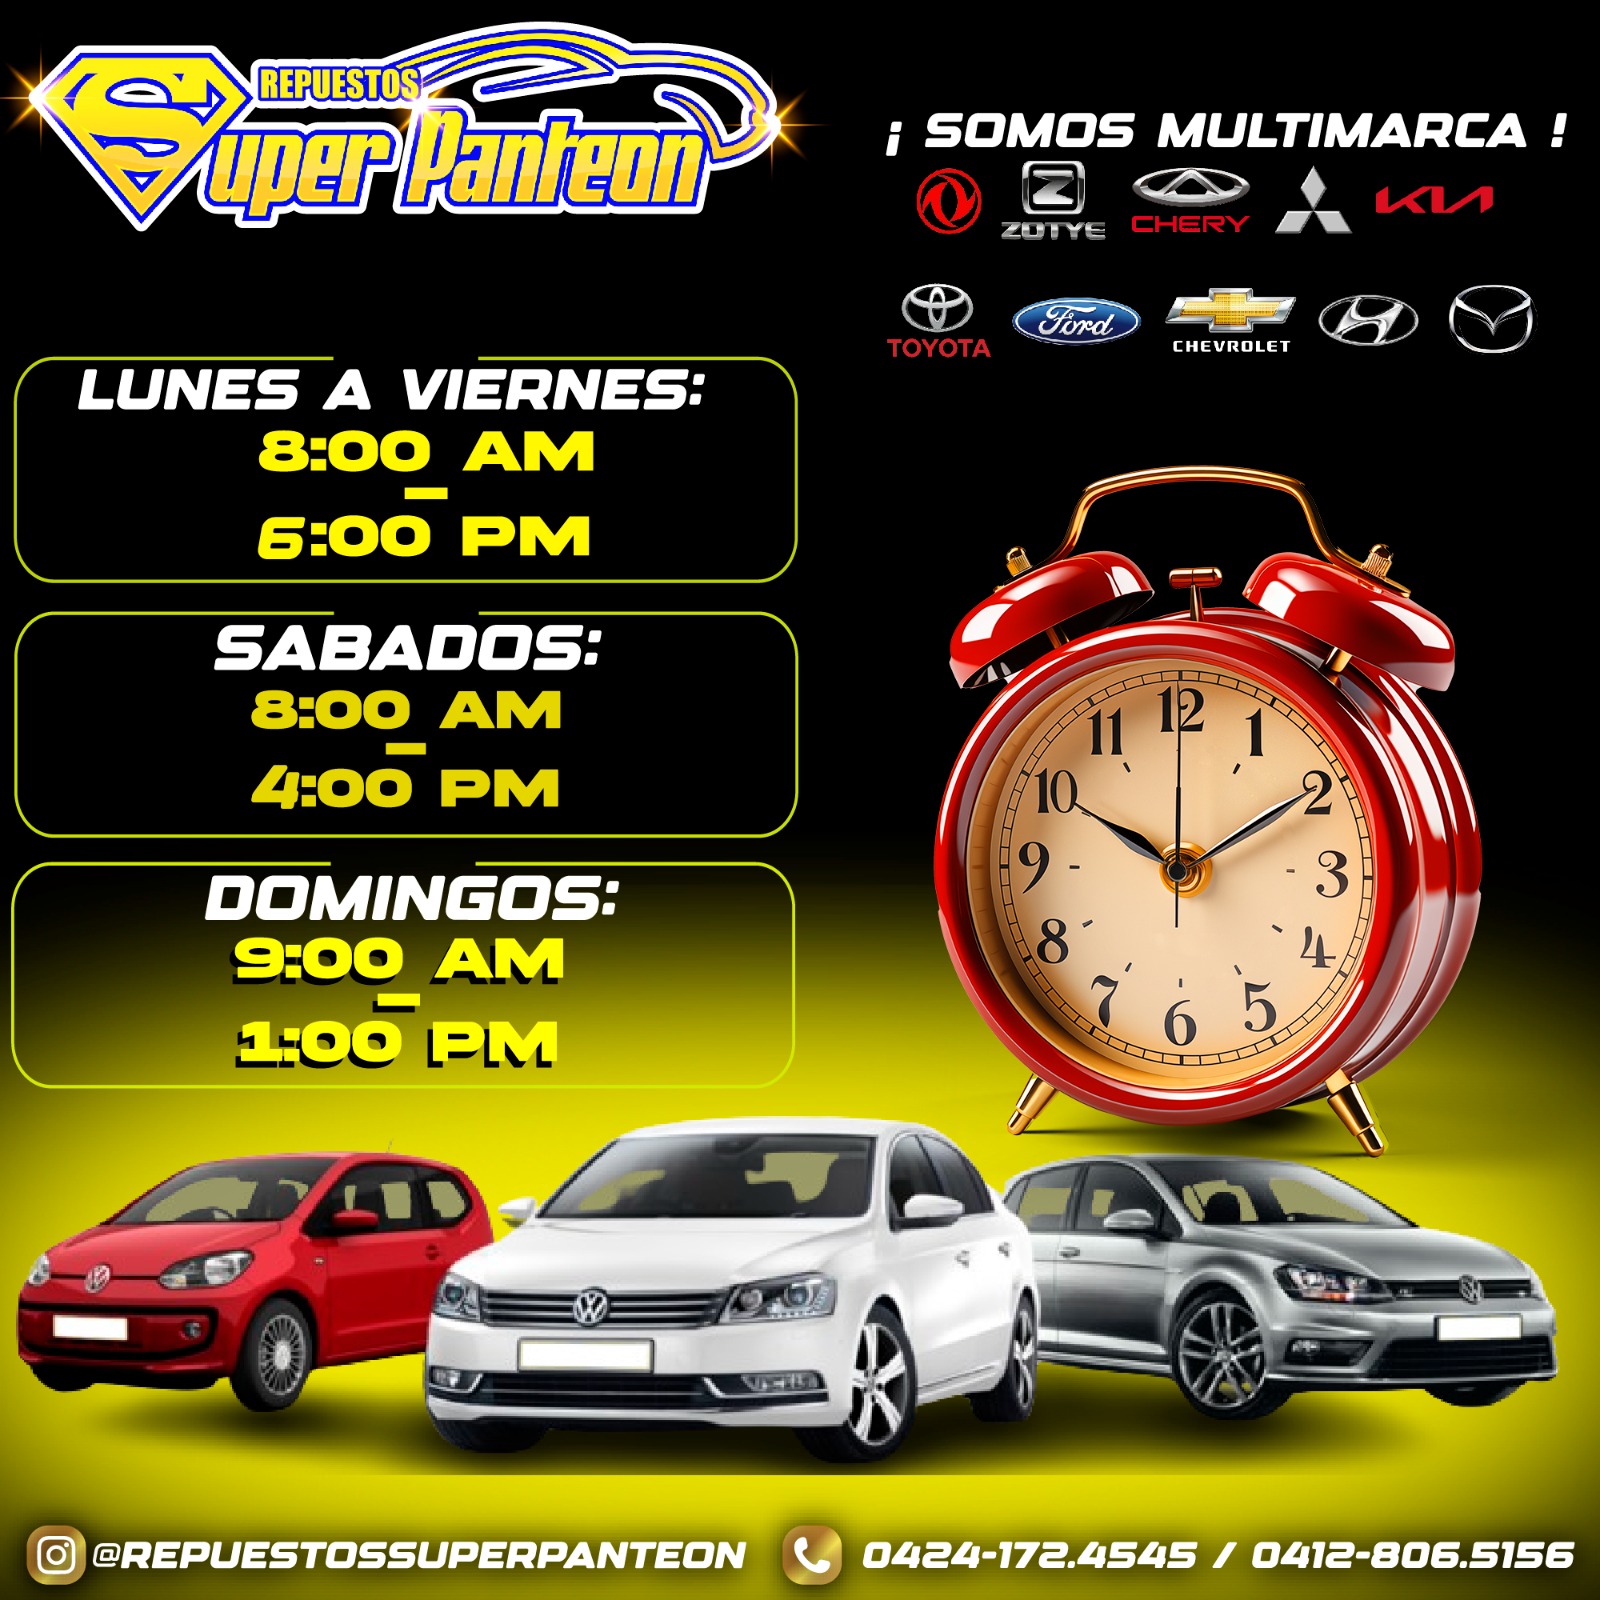 REPUESTOS
Super Panteon
¡ SOMOS MULTIMARCA !
ZOTYE
CHERY
KIA
TOYOTA
Ford
CHEVROLET
LUNES A VIERNES:
8:00 AM
-
6:00 PM
SABADOS:
8:00 AM
-
4:00 PM
DOMINGOS:
9:00 AM
-
1:00 PM
12
11
1
10
2
9
3
8
4
7
5
6
@REPUESTOSSUPERPANTEON
0424-172.4545 / 0412-806.5156